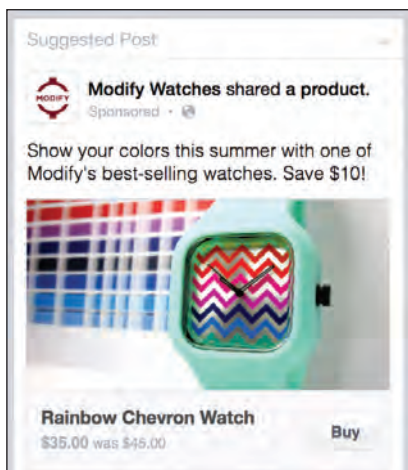 Suggested Post
MODIFY
Modify Watches shared a product.
Sponsored ·
Show your colors this summer with one of
Modify's best-selling watches. Save $10!
Rainbow Chevron Watch
Buy
$35.00 was $45.00